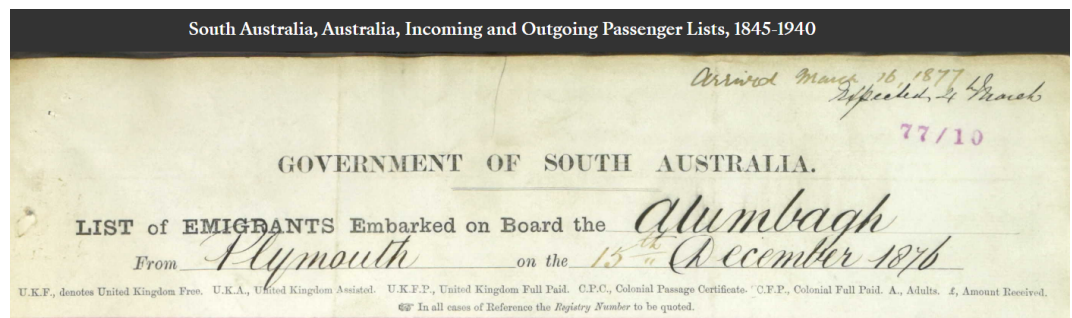 South Australia, Australia, Incoming and Outgoing Passenger Lists, 1845-1940
Arrived March 16, 1877
Expected 4th March
77/10
GOVERNMENT OF SOUTH AUSTRALIA.
LIST of EMIGRANTS Embarked on Board the Alumbagh
From Plymouth on the 15th December 1876
U.K.F., denotes United Kingdom Free. U.K.A., United Kingdom Assisted. U.K.F.P., United Kingdom Full Paid. C.P.C., Colonial Passage Certificate. C.F.P., Colonial Full Paid. A., Adults. £, Amount Received.
☞ In all cases of Reference the Registry Number to be quoted.